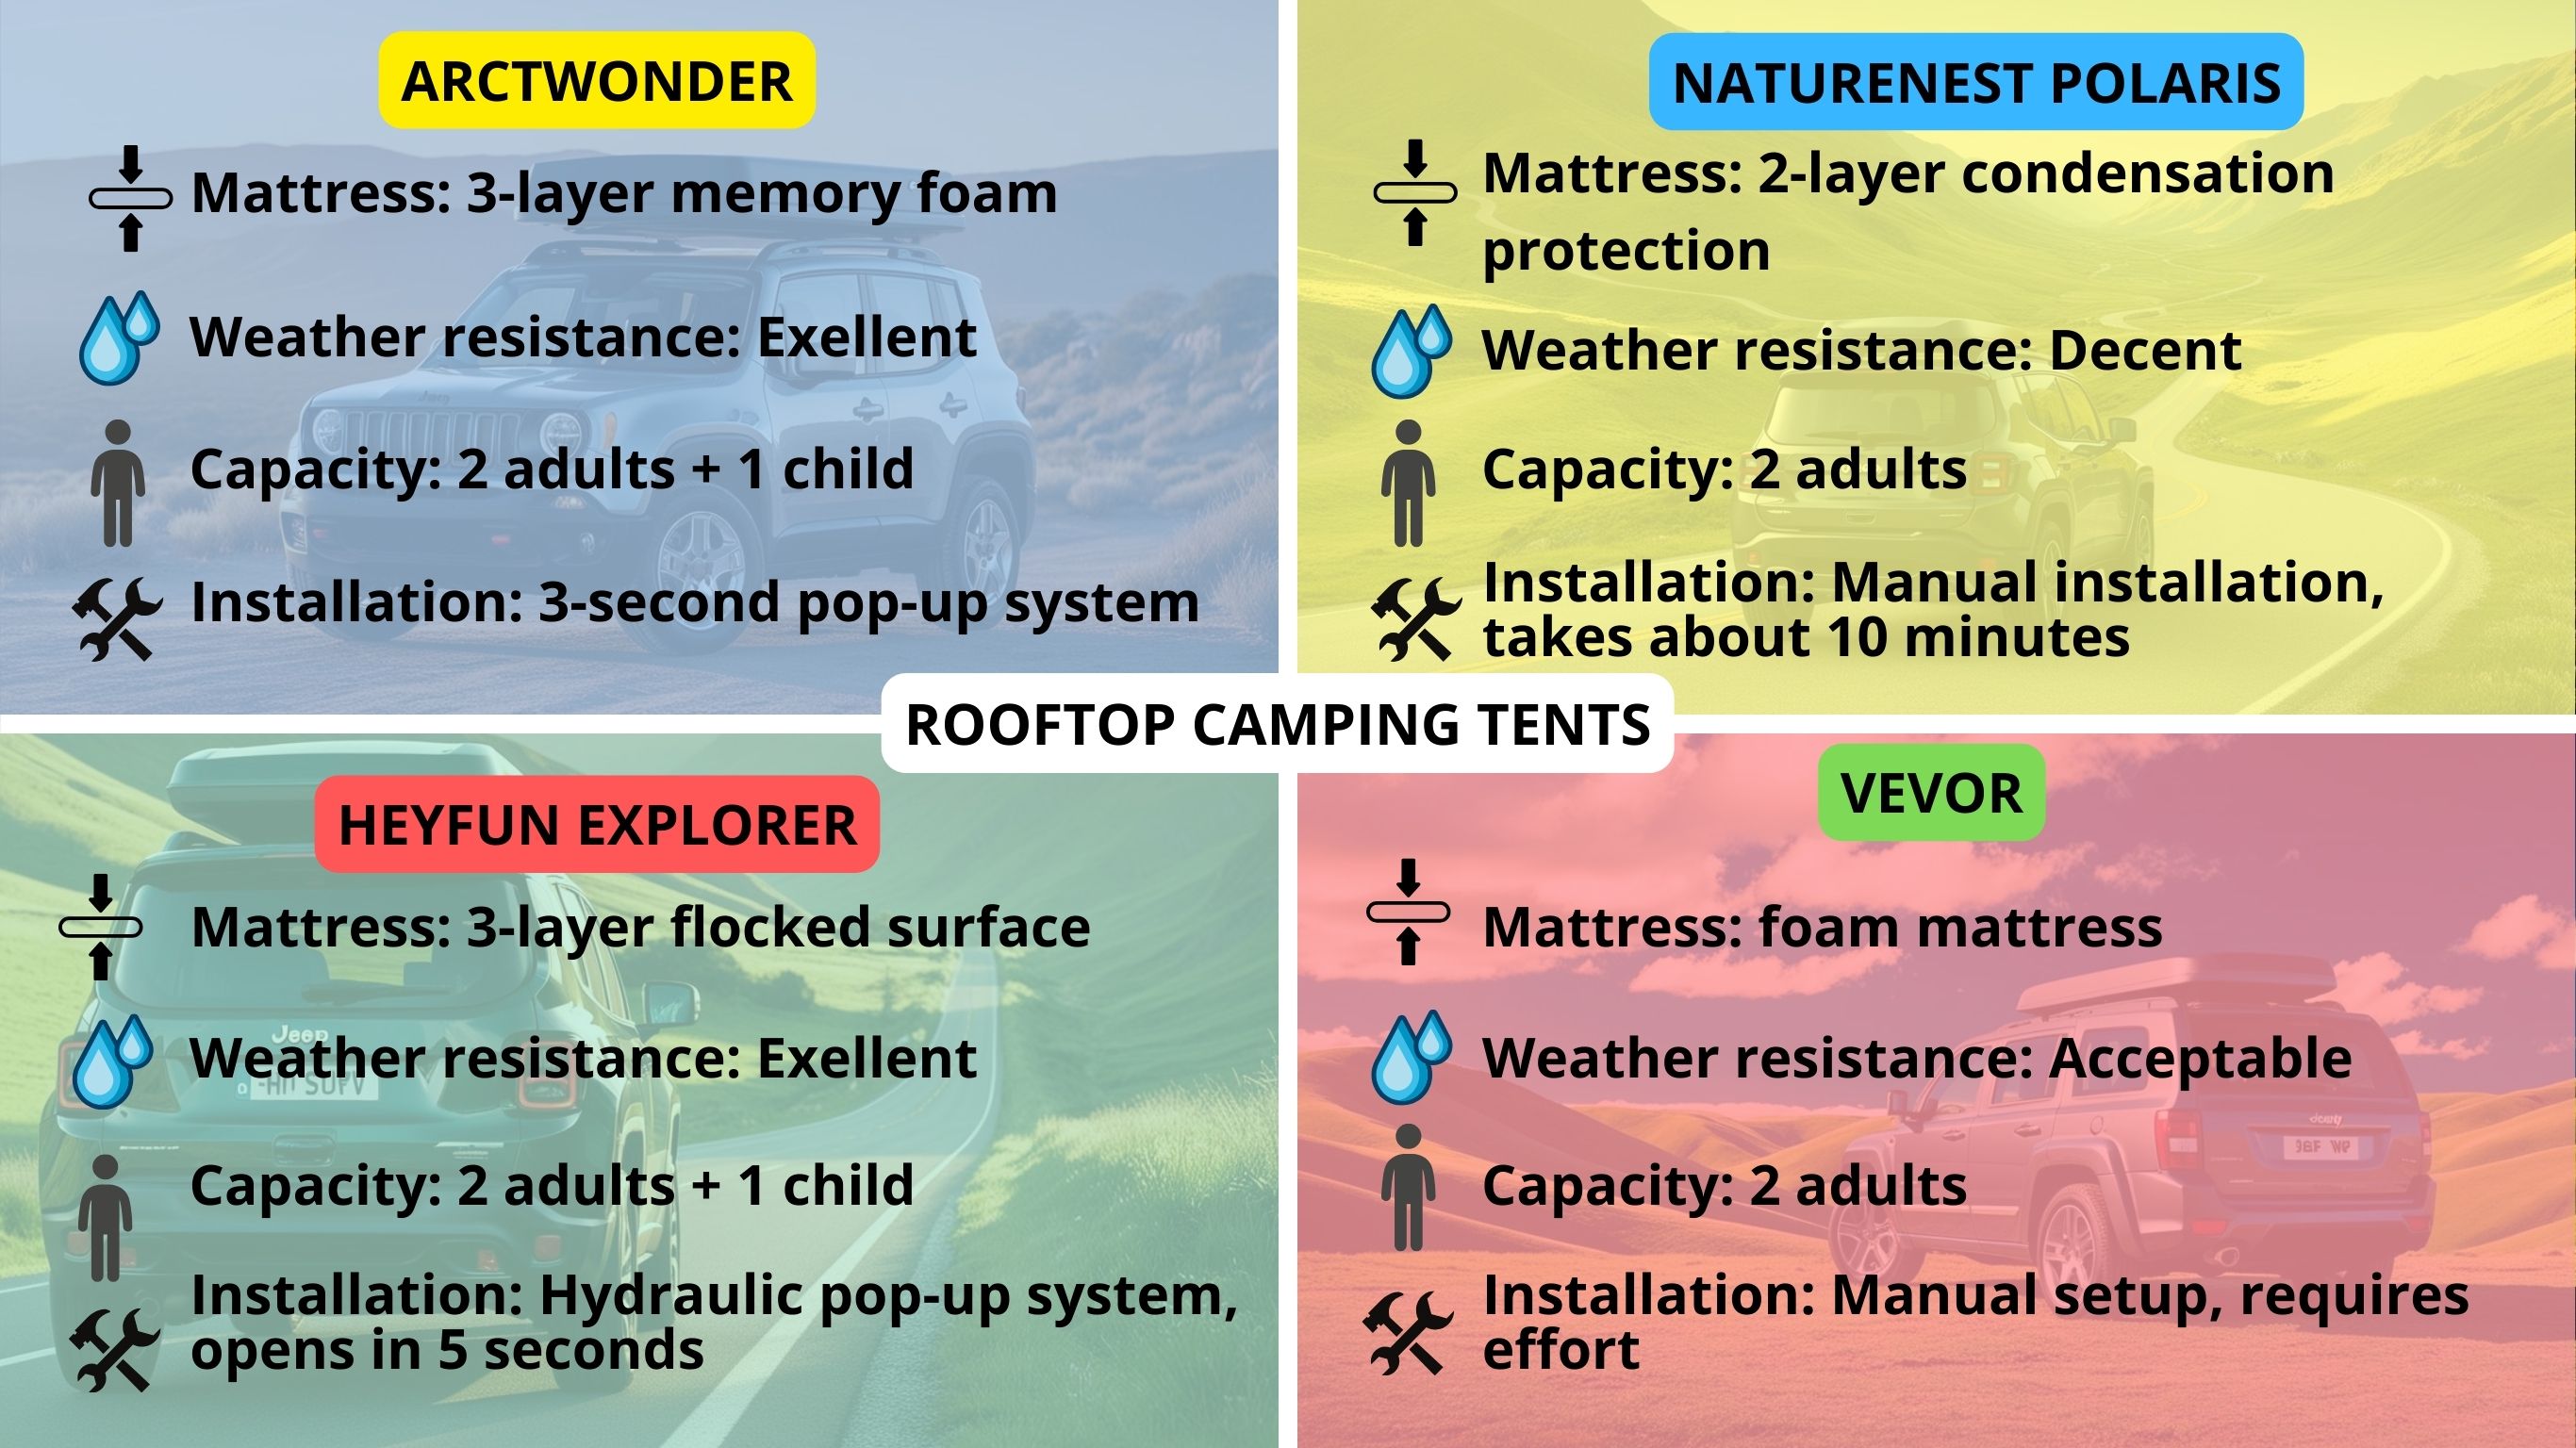 ARCTWONDER
Mattress: 3-layer memory foam
Weather resistance: Exellent
Capacity: 2 adults + 1 child
Installation: 3-second pop-up system
NATURENEST POLARIS
Mattress: 2-layer condensation
protection
Weather resistance: Decent
Capacity: 2 adults
Installation: Manual installation,
takes about 10 minutes
ROOFTOP CAMPING TENTS
HEYFUN EXPLORER
Mattress: 3-layer flocked surface
Jeep
Weather resistance: Exellent
Capacity: 2 adults + 1 child
Installation: Hydraulic pop-up system,
opens in 5 seconds
VEVOR
Mattress: foam mattress
Weather resistance: Acceptable
Capacity: 2 adults
Installation: Manual setup, requires
effort